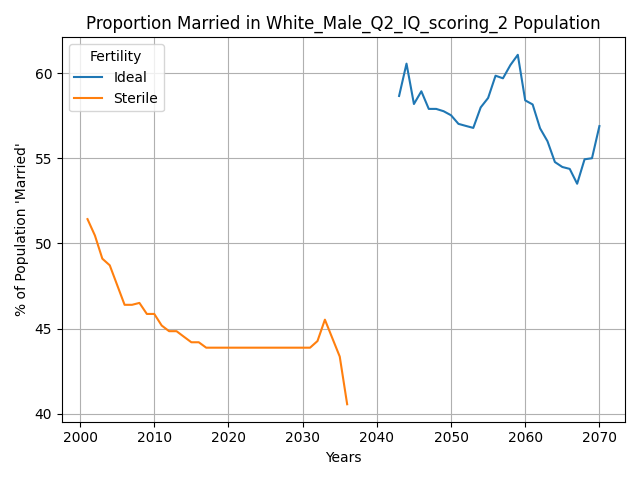 Proportion Married in White_Male_Q2_IQ_scoring_2 Population
Fertility
Ideal
Sterile
% of Population 'Married'
60
55
50
45
40
2000 2010 2020 2030 2040 2050 2060 2070
Years